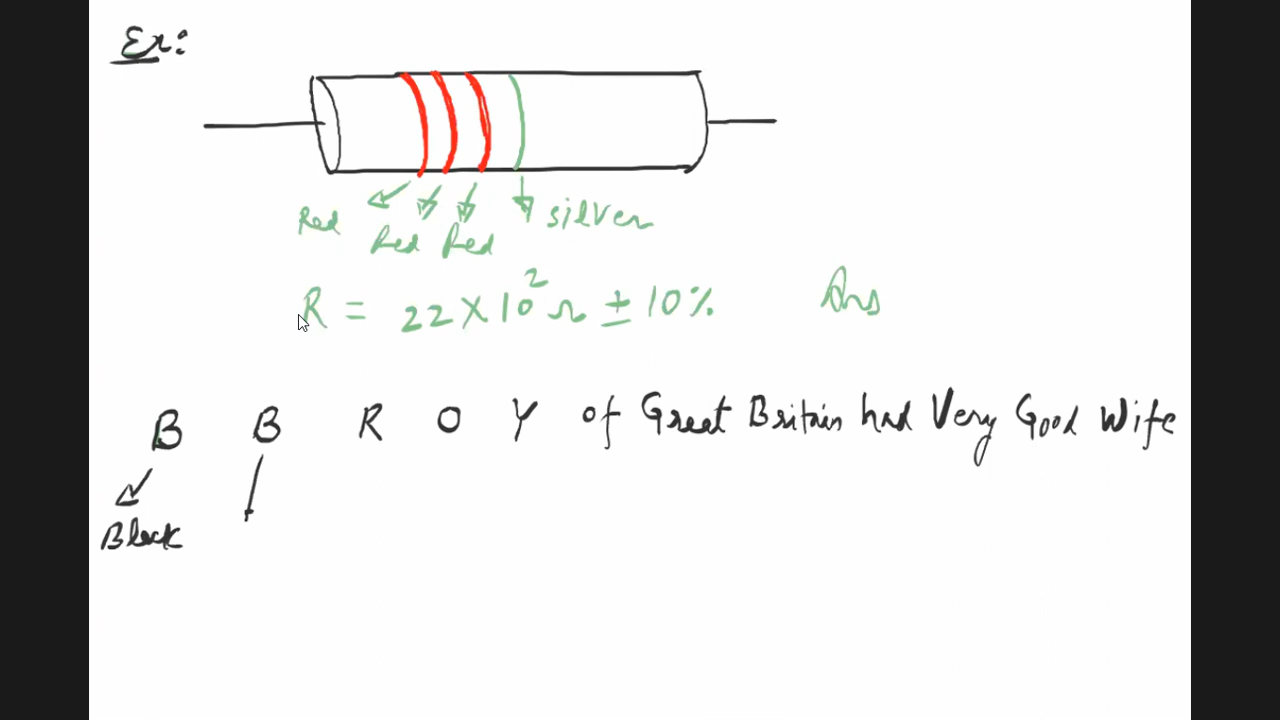 Ex:
Red Red Red silver
R = 22 X 10² Ω ± 10% Ans
B B R O Y of Great Britain had Very Good Wife
Black